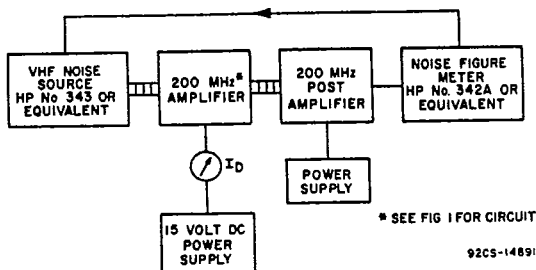 VHF NOISE
SOURCE
HP No 343 OR
EQUIVALENT
200 MHz*
AMPLIFIER
200 MHz
POST
AMPLIFIER
NOISE FIGURE
METER
HP No. 342A OR
EQUIVALENT
ID
POWER
SUPPLY
15 VOLT DC
POWER
SUPPLY
* SEE FIG 1 FOR CIRCUIT
92CS-14691